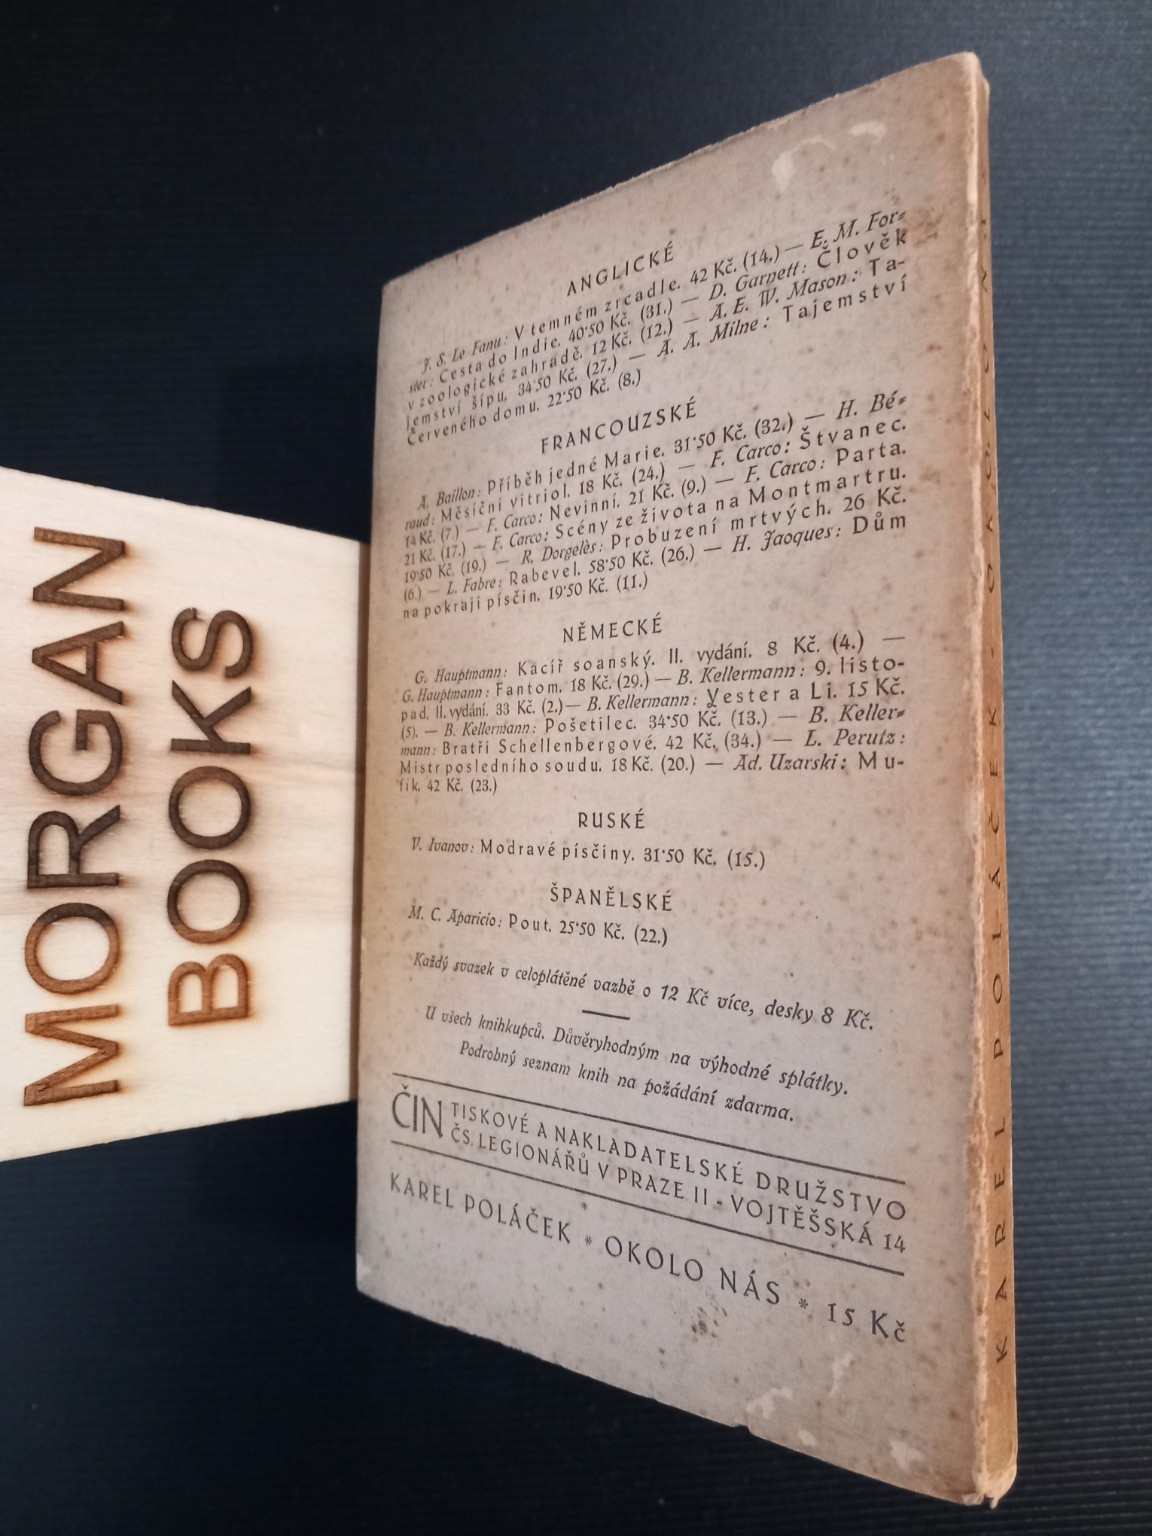 MORGAN
BOOKS
ANGLICKÉ
J. S. Le Fanu: V temném zrcadle. 42 Kč. (14.) — E. M. For-
ster: Cesta do Indie. 40·50 Kč. (31.) — D. Garnett: Člověk
v zoologické zahradě. 12 Kč. (12.) — A. E. W. Mason: Ta-
jemství šípu. 34·50 Kč. (27.) — A. A. Milne: Tajemství
Červeného domu. 22·50 Kč. (8.)
FRANCOUZSKÉ
A. Baillon: Příběh jedné Marie. 31·50 Kč. (32.) — H. Bé-
raud: Měsíční vitriol. 18 Kč. (24.) — F. Carco: Štvanec.
14 Kč. (7.) — F. Carco: Nevinní. 21 Kč. (9.) — F. Carco: Parta.
21 Kč. (17.) — F. Carco: Scény ze života na Montmartru.
19·50 Kč. (19.) — R. Dorgelès: Probuzení mrtvých. 26 Kč.
(6.) — L. Fabre: Rabevel. 58·50 Kč. (26.) — H. Jaoques: Dům
na pokraji písčin. 19·50 Kč. (11.)
NĚMECKÉ
G. Hauptmann: Kacíř soanský. II. vydání. 8 Kč. (4.) —
G. Hauptmann: Fantom. 18 Kč. (29.) — B. Kellermann: 9. listo-
pad. II. vydání. 33 Kč. (2.) — B. Kellermann: Yester a Li. 15 Kč.
(5). — B. Kellermann: Pošetilec. 34·50 Kč. (13.) — B. Keller-
mann: Bratři Schellenbergové. 42 Kč. (34.) — L. Perutz:
Mistr posledního soudu. 18 Kč. (20.) — Ad. Uzarski: Mu-
fik. 42 Kč. (23.)
RUSKÉ
V. Ivanov: Modravé písčiny. 31·50 Kč. (15.)
ŠPANĚLSKÉ
M. C. Aparicio: Pout. 25·50 Kč. (22.)
Každý svazek v celoplátěné vazbě o 12 Kč více, desky 8 Kč.
U všech knihkupců. Důvěryhodným na výhodné splátky.
Podrobný seznam knih na požádání zdarma.
ČIN TISKOVÉ A NAKLADATELSKÉ DRUŽSTVO
ČS. LEGIONÁŘŮ V PRAZE II - VOJTĚŠSKÁ 14
KAREL POLÁČEK * OKOLO NÁS * 15 Kč
KAREL POLÁČEK · OKOLO NÁS